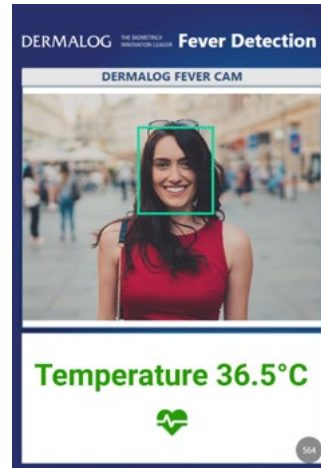 DERMALOG THE BIOMETRICS INNOVATION LEADER Fever Detection
DERMALOG FEVER CAM
Temperature 36.5°C
564